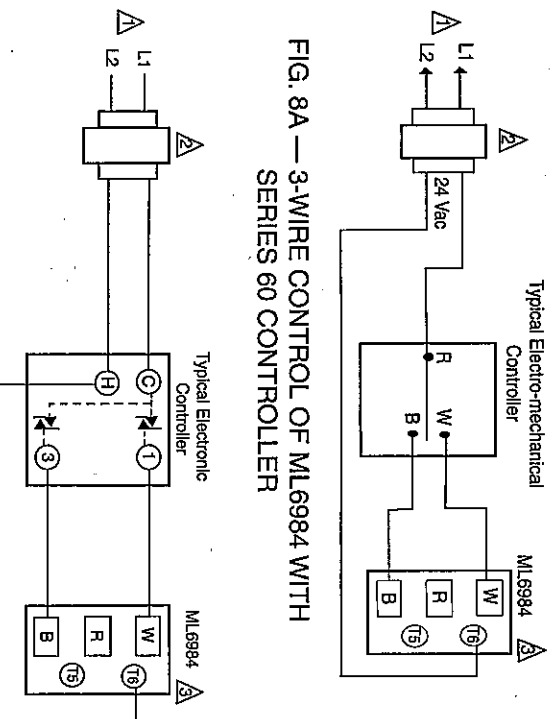 Typical Electro-mechanical
Controller
ML6984
3
2
1
L1
L2
24 Vac
R
W
B
W
R
B
T6
T5
FIG. 8A — 3-WIRE CONTROL OF ML6984 WITH
SERIES 60 CONTROLLER
Typical Electronic
Controller
ML6984
3
2
1
L1
L2
C
H
1
3
W
R
B
T6
T5